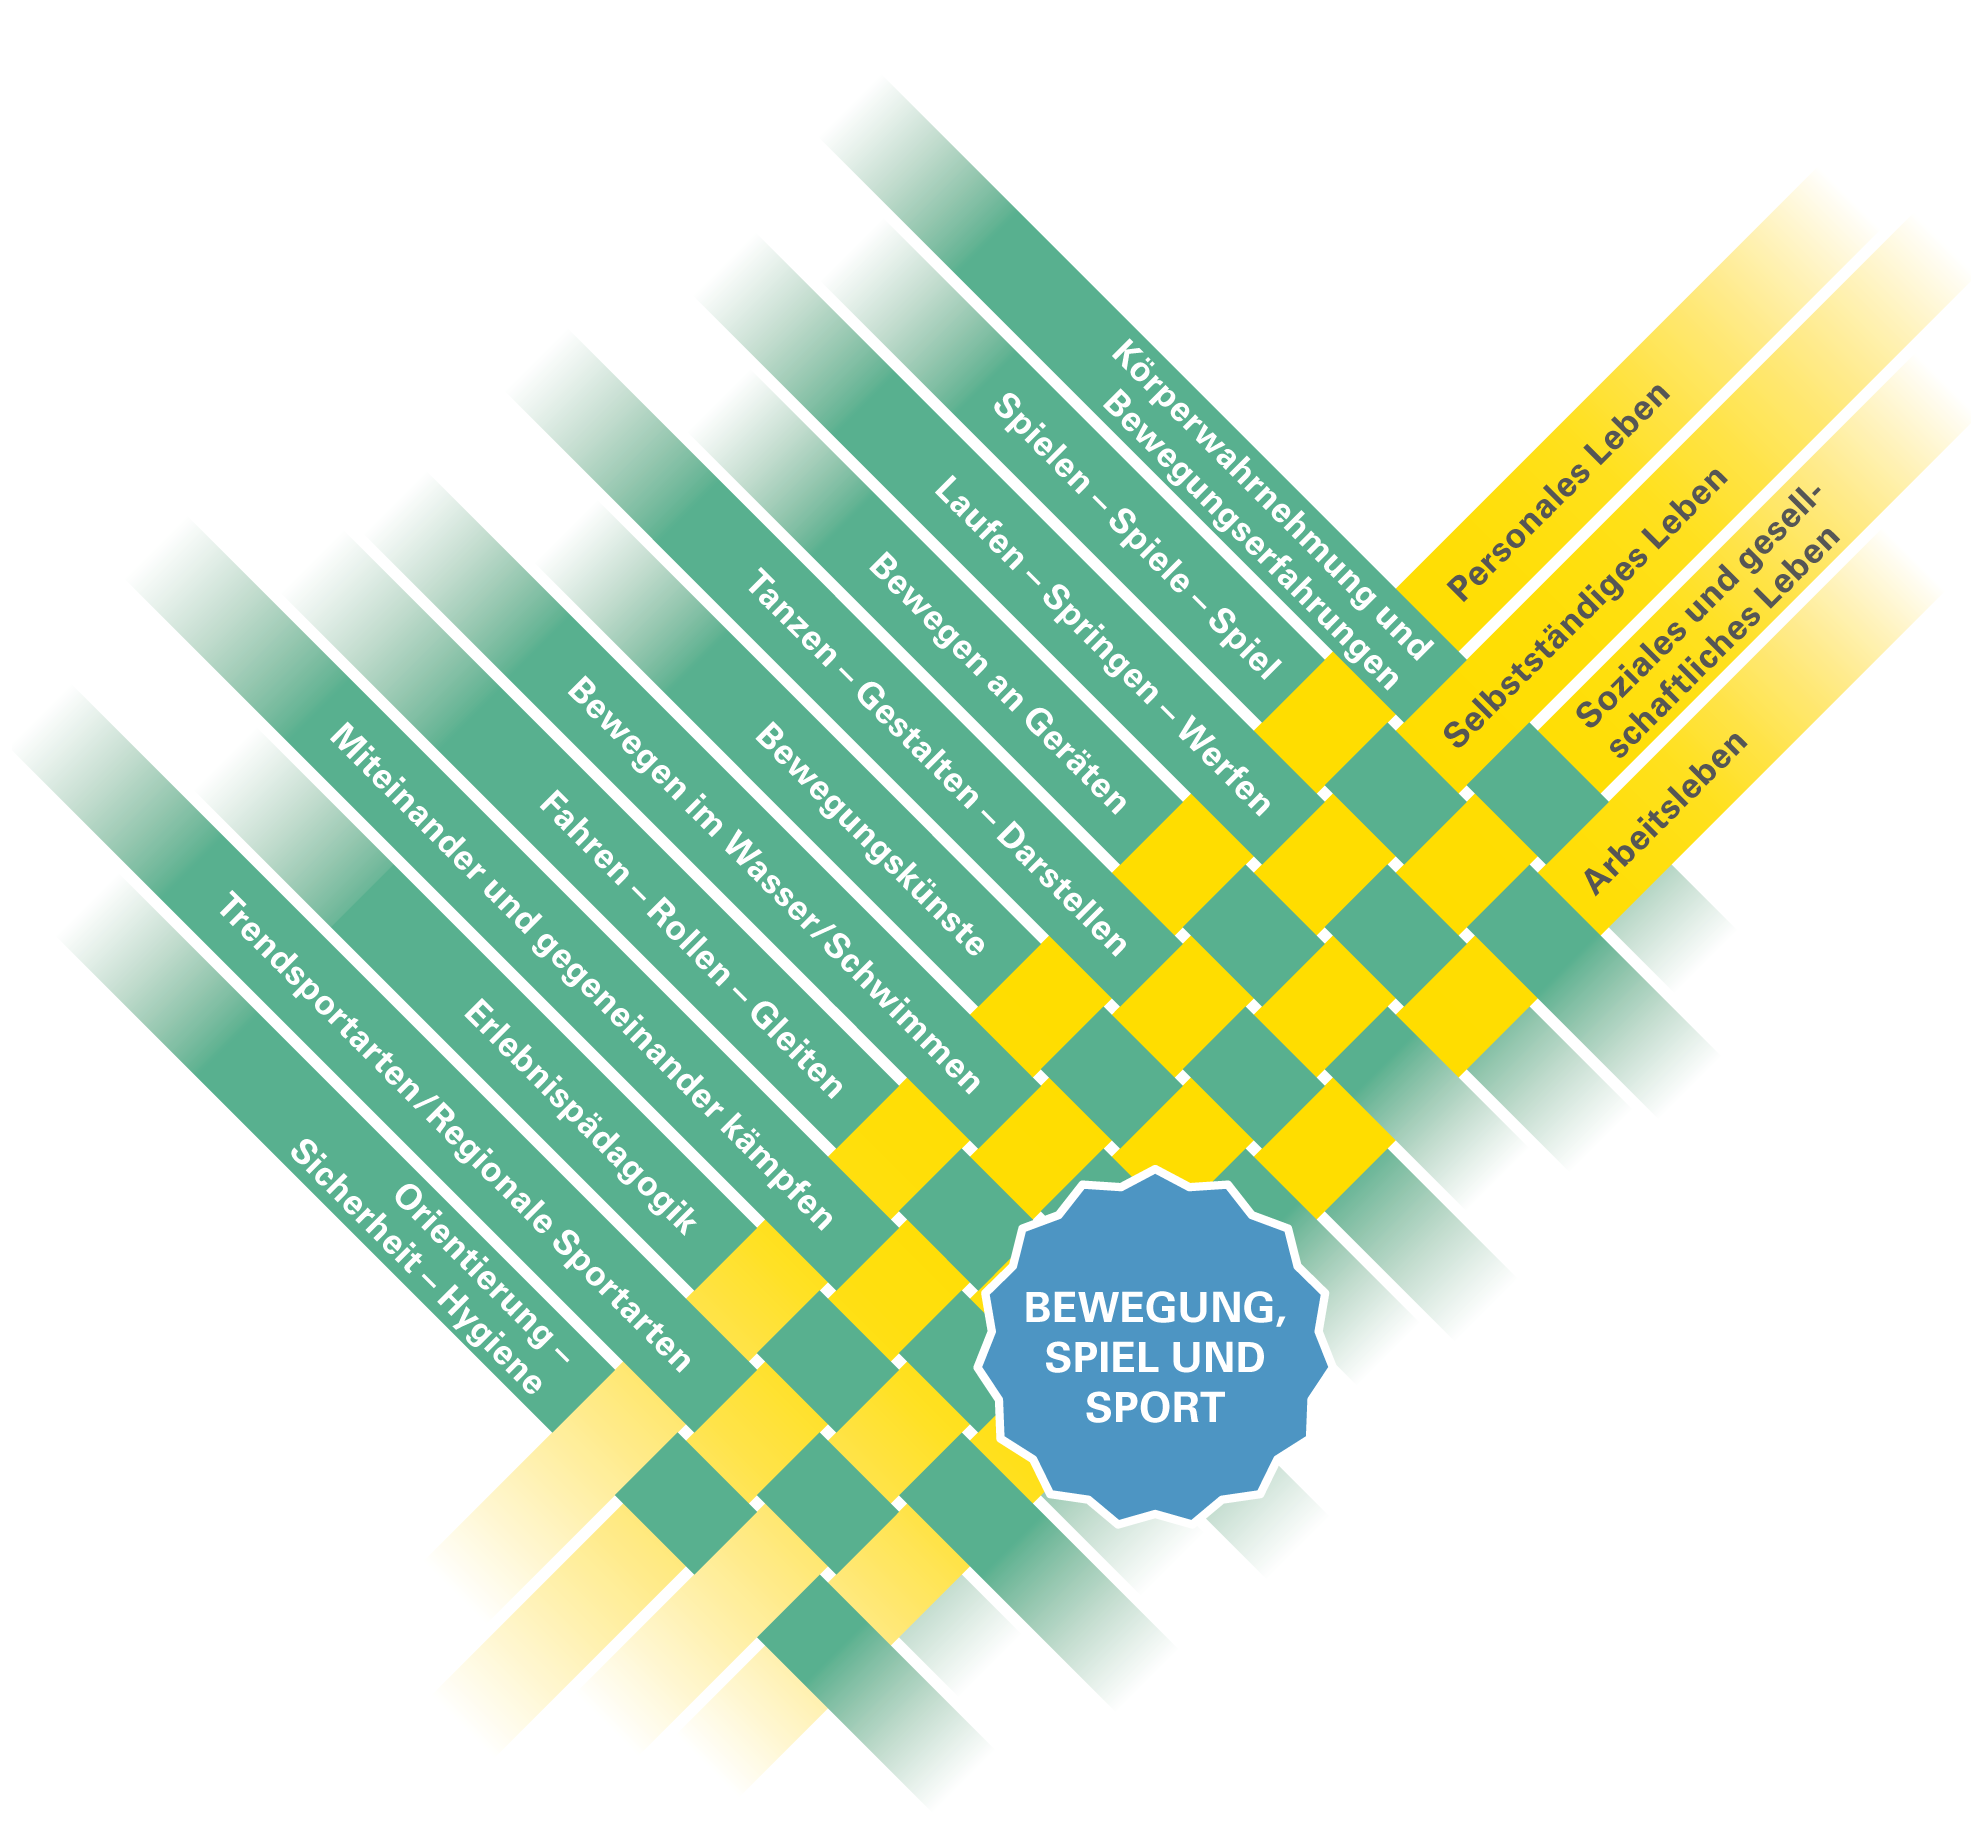 Körperwahrnehmung und
Bewegungserfahrungen
Spielen – Spiele – Spiel
Laufen – Springen – Werfen
Bewegen an Geräten
Tanzen – Gestalten – Darstellen
Bewegungskünste
Bewegen im Wasser/Schwimmen
Fahren – Rollen – Gleiten
Miteinander und gegeneinander kämpfen
Erlebnispädagogik
Trendsportarten/Regionale Sportarten
Orientierung –
Sicherheit – Hygiene
Personales Leben
Selbstständiges Leben
Soziales und gesell-
schaftliches Leben
Arbeitsleben
BEWEGUNG,
SPIEL UND
SPORT